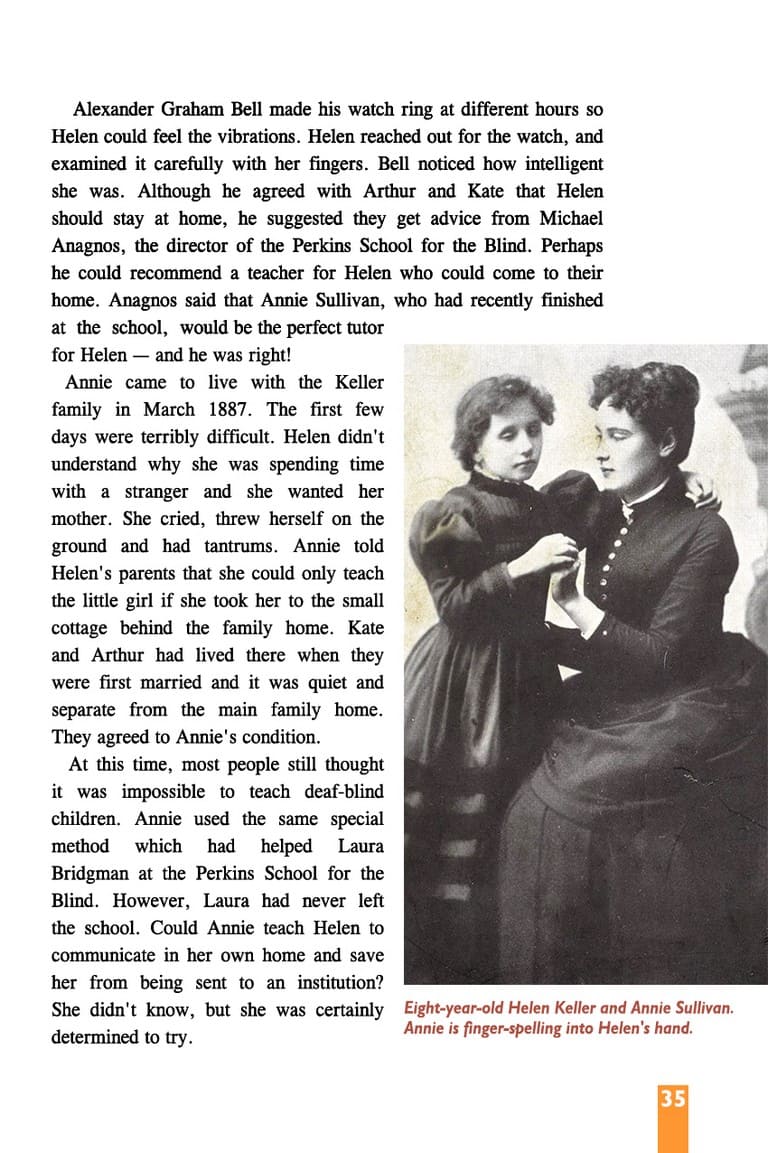 Alexander Graham Bell made his watch ring at different hours so
Helen could feel the vibrations. Helen reached out for the watch, and
examined it carefully with her fingers. Bell noticed how intelligent
she was. Although he agreed with Arthur and Kate that Helen
should stay at home, he suggested they get advice from Michael
Anagnos, the director of the Perkins School for the Blind. Perhaps
he could recommend a teacher for Helen who could come to their
home. Anagnos said that Annie Sullivan, who had recently finished
at the school, would be the perfect tutor
for Helen — and he was right!
Annie came to live with the Keller
family in March 1887. The first few
days were terribly difficult. Helen didn't
understand why she was spending time
with a stranger and she wanted her
mother. She cried, threw herself on the
ground and had tantrums. Annie told
Helen's parents that she could only teach
the little girl if she took her to the small
cottage behind the family home. Kate
and Arthur had lived there when they
were first married and it was quiet and
separate from the main family home.
They agreed to Annie's condition.
At this time, most people still thought
it was impossible to teach deaf-blind
children. Annie used the same special
method which had helped Laura
Bridgman at the Perkins School for the
Blind. However, Laura had never left
the school. Could Annie teach Helen to
communicate in her own home and save
her from being sent to an institution?
She didn't know, but she was certainly
determined to try.
Eight-year-old Helen Keller and Annie Sullivan.
Annie is finger-spelling into Helen's hand.
35